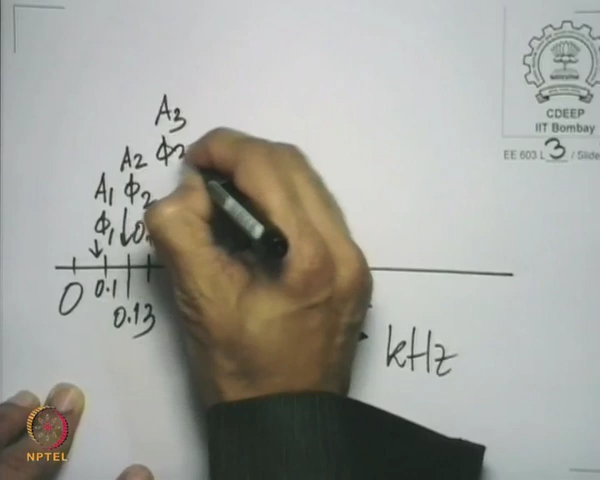 CDEEP
IIT Bombay
EE 603 L 3 / Slide
A3
Φ
A2
Φ2
A1
Φ1
0
0.1
0.13
kHz
NPTEL